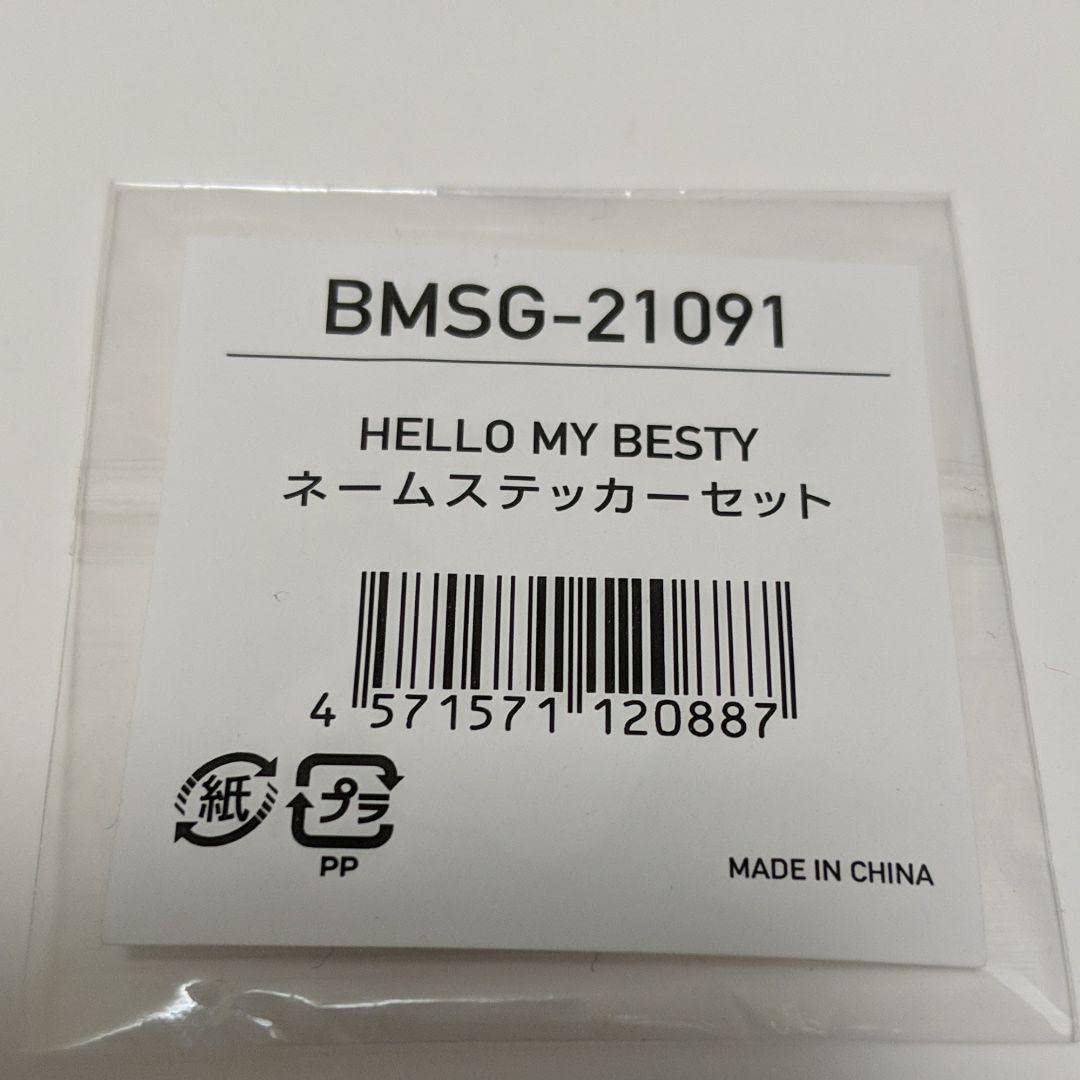 BMSG-21091
HELLO MY BESTY
ネームステッカーセット
4 571571 120887
紙
プラ
PP
MADE IN CHINA